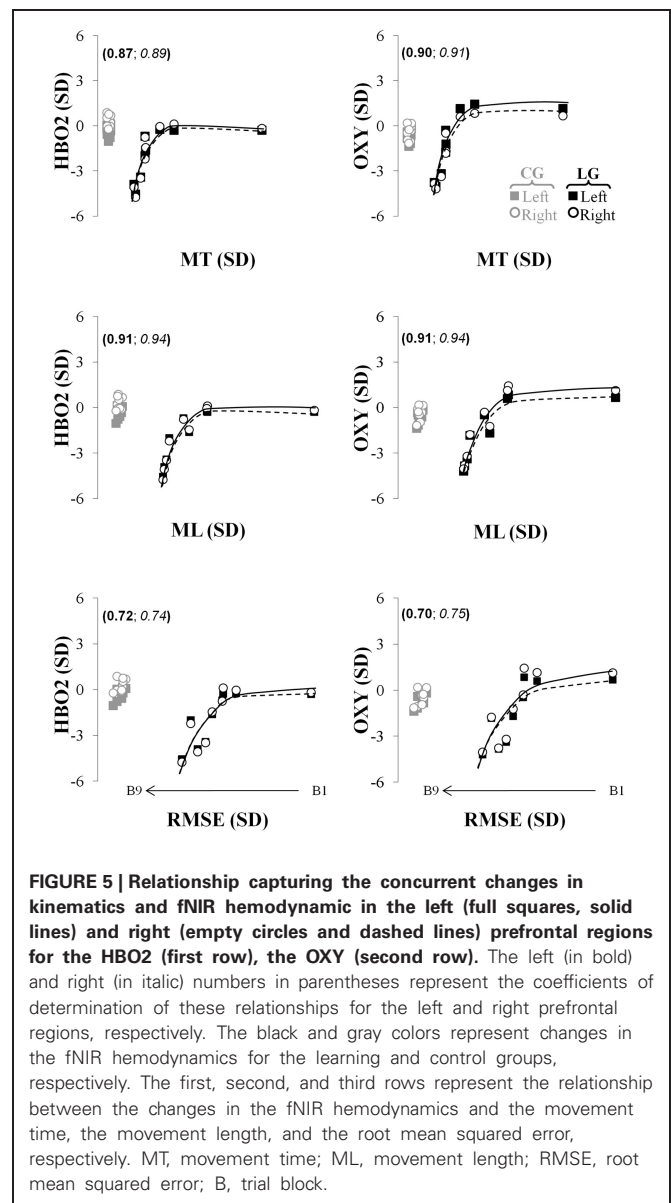 (0.87; 0.89)
6
3
0
-3
-6
HBO2 (SD)
MT (SD)
(0.90; 0.91)
6
3
0
-3
-6
OXY (SD)
CG LG
Left Left
Right Right
MT (SD)
(0.91; 0.94)
6
3
0
-3
-6
HBO2 (SD)
ML (SD)
(0.91; 0.94)
6
3
0
-3
-6
OXY (SD)
ML (SD)
(0.72; 0.74)
6
3
0
-3
-6
HBO2 (SD)
B9 B1
RMSE (SD)
(0.70; 0.75)
6
3
0
-3
-6
OXY (SD)
B9 B1
RMSE (SD)
FIGURE 5 | Relationship capturing the concurrent changes in
kinematics and fNIR hemodynamic in the left (full squares, solid
lines) and right (empty circles and dashed lines) prefrontal regions
for the HBO2 (first row), the OXY (second row). The left (in bold)
and right (in italic) numbers in parentheses represent the coefficients of
determination of these relationships for the left and right prefrontal
regions, respectively. The black and gray colors represent changes in
the fNIR hemodynamics for the learning and control groups,
respectively. The first, second, and third rows represent the relationship
between the changes in the fNIR hemodynamics and the movement
time, the movement length, and the root mean squared error,
respectively. MT, movement time; ML, movement length; RMSE, root
mean squared error; B, trial block.